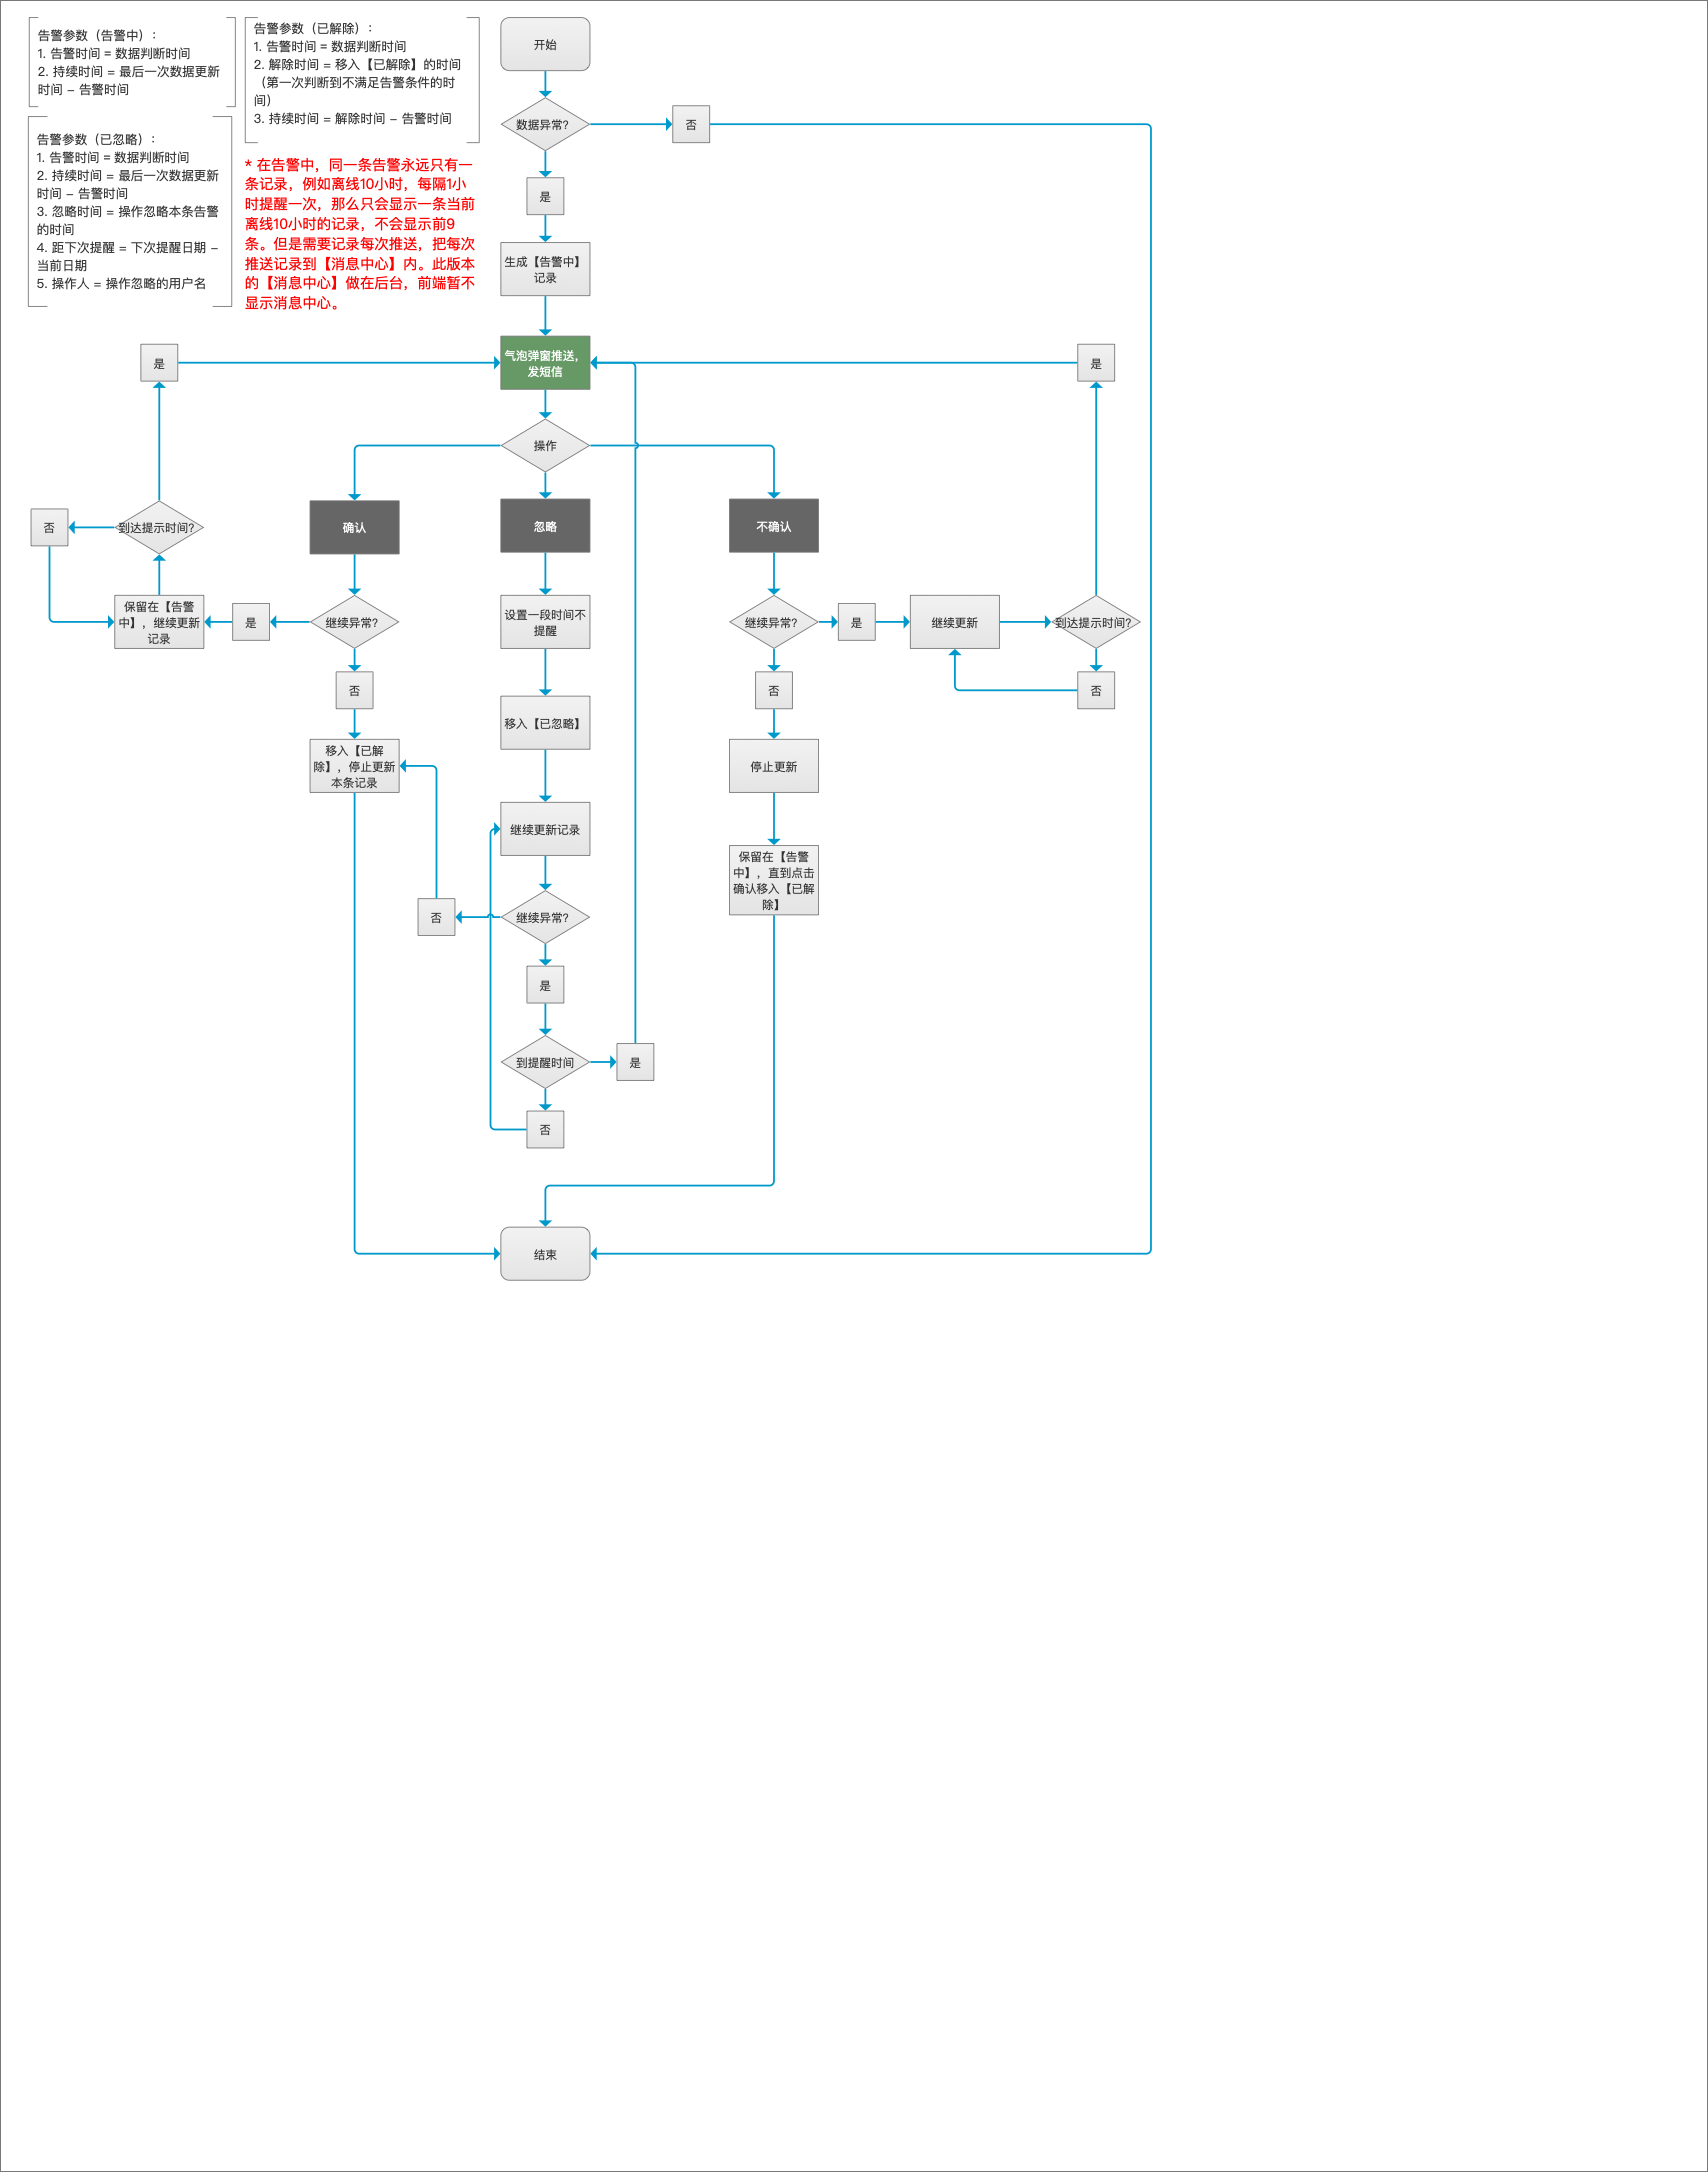 告警参数（告警中）：
1. 告警时间 = 数据判断时间
2. 持续时间 = 最后一次数据更新
时间 – 告警时间
告警参数（已解除）：
1. 告警时间 = 数据判断时间
2. 解除时间 = 移入【已解除】的时间
（第一次判断到不满足告警条件的时
间）
3. 持续时间 = 解除时间 – 告警时间
告警参数（已忽略）：
1. 告警时间 = 数据判断时间
2. 持续时间 = 最后一次数据更新
时间 – 告警时间
3. 忽略时间 = 操作忽略本条告警
的时间
4. 距下次提醒 = 下次提醒日期 –
当前日期
5. 操作人 = 操作忽略的用户名
* 在告警中，同一条告警永远只有一
条记录，例如离线10小时，每隔1小
时提醒一次，那么只会显示一条当前
离线10小时的记录，不会显示前9
条。但是需要记录每次推送，把每次
推送记录到【消息中心】内。此版本
的【消息中心】做在后台，前端暂不
显示消息中心。
开始
数据异常？
否
是
生成【告警中】
记录
是
气泡弹窗推送，
发短信
是
操作
否
到达提示时间？
确认
忽略
不确认
保留在【告警
中】，继续更新
记录
是
继续异常？
设置一段时间不
提醒
继续异常？
是
继续更新
到达提示时间？
否
否
否
移入【已忽略】
移入【已解
除】，停止更新
本条记录
停止更新
继续更新记录
保留在【告警
中】，直到点击
确认移入【已解
除】
否
继续异常？
是
到提醒时间
是
否
结束